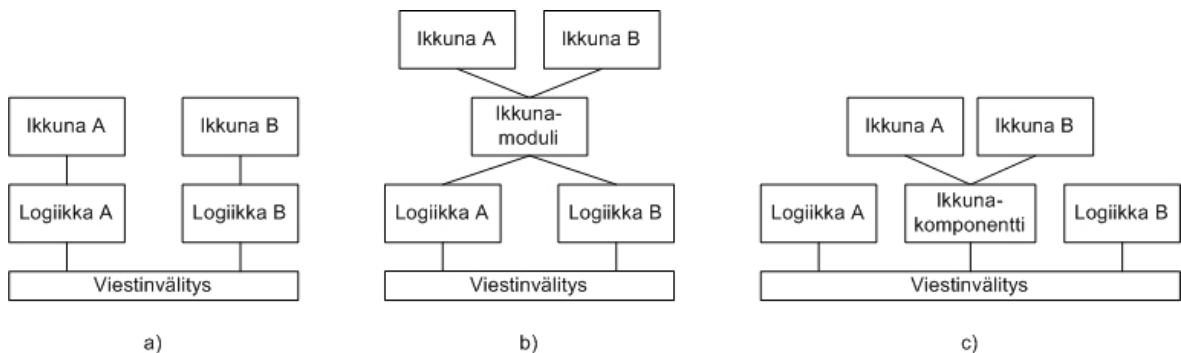 Ikkuna A
Ikkuna B
Logiikka A
Logiikka B
Viestinvälitys
a)
Ikkuna A
Ikkuna B
Ikkuna-
moduli
Logiikka A
Logiikka B
Viestinvälitys
b)
Ikkuna A
Ikkuna B
Logiikka A
Ikkuna-
komponentti
Logiikka B
Viestinvälitys
c)